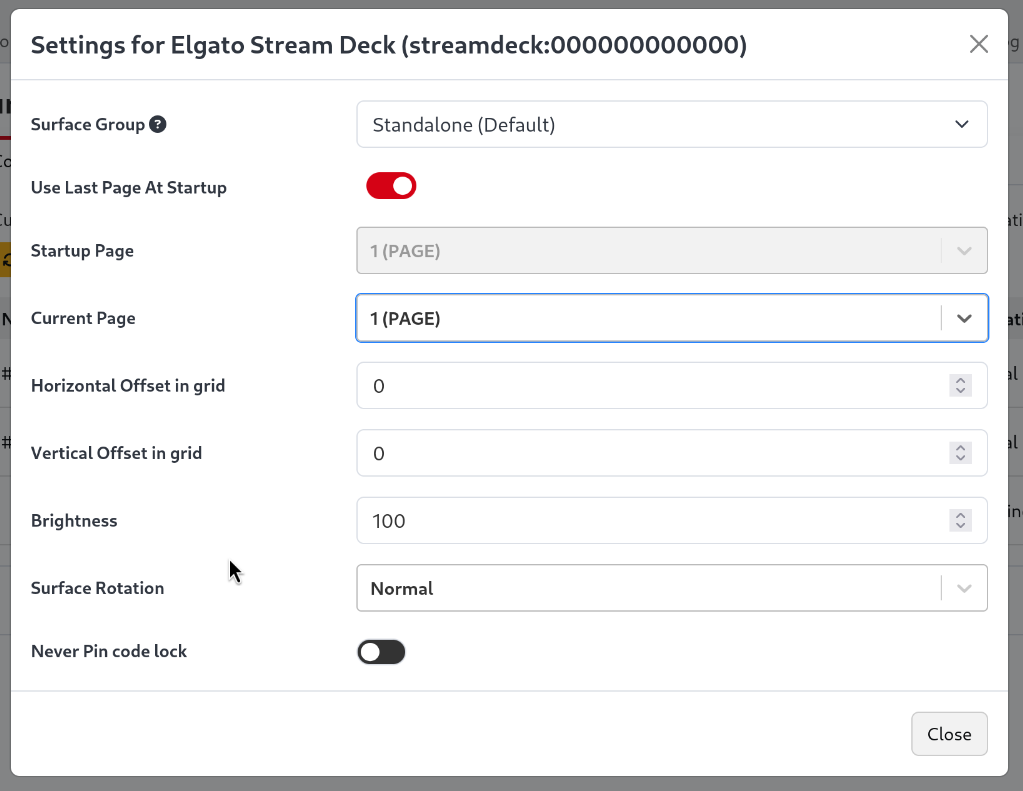 Settings for Elgato Stream Deck (streamdeck:000000000000)
Surface Group ?
Standalone (Default)
Use Last Page At Startup
Startup Page
1 (PAGE)
Current Page
1 (PAGE)
Horizontal Offset in grid
0
Vertical Offset in grid
0
Brightness
100
Surface Rotation
Normal
Never Pin code lock
Close